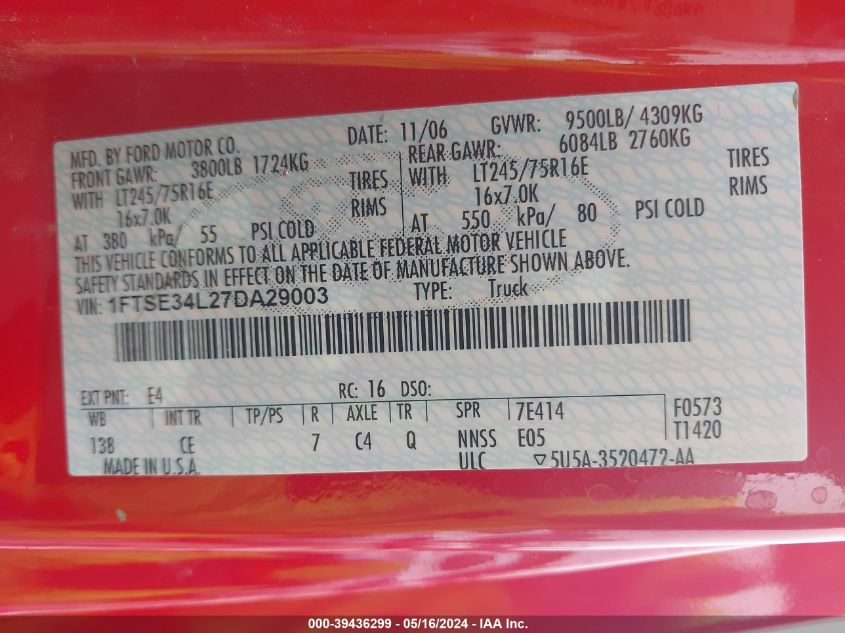 MFD. BY FORD MOTOR CO. DATE: 11/06 GVWR: 9500LB/ 4309KG
FRONT GAWR: 3800LB 1724KG REAR GAWR: 6084LB 2760KG
WITH LT245/75R16E TIRES WITH LT245/75R16E TIRES
16x7.0K RIMS 16x7.0K RIMS
AT 380 kPa/ 55 PSI COLD AT 550 kPa/ 80 PSI COLD
THIS VEHICLE CONFORMS TO ALL APPLICABLE FEDERAL MOTOR VEHICLE
SAFETY STANDARDS IN EFFECT ON THE DATE OF MANUFACTURE SHOWN ABOVE.
VIN: 1FTSE34L27DA29003 TYPE: Truck
EXT PNT: E4 RC: 16 DSO:
WB INT TR TP/PS R AXLE TR SPR 7E414 F0573
138 CE 7 C4 Q NNSS E05 T1420
MADE IN U.S.A. ULC ▽5U5A-3520472-AA
000-39436299 - 05/16/2024 - IAA Inc.